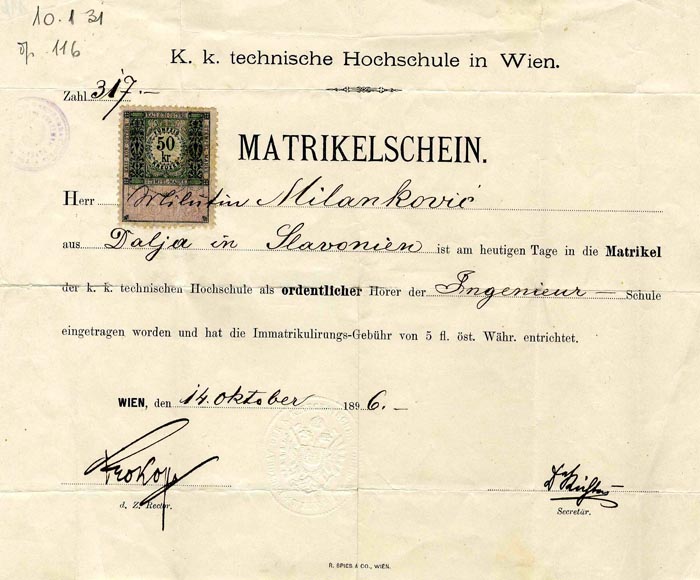 10. 1 31
op. 116
K. k. technische Hochschule in Wien.
Zahl 317.-
50
kr.
MATRIKELSCHEIN.
Herr Milutin Milanković
aus Dalja in Slavonien ist am heutigen Tage in die Matrikel
der k. k. technischen Hochschule als ordentlicher Hörer der Ingenieur — Schule
eingetragen worden und hat die Immatrikulirungs-Gebühr von 5 fl. öst. Währ. entrichtet.
WIEN, den 14. Oktober 1896.-
Prokop
d. Z. Rector.
Secretär.
R. SPIES & CO., WIEN.